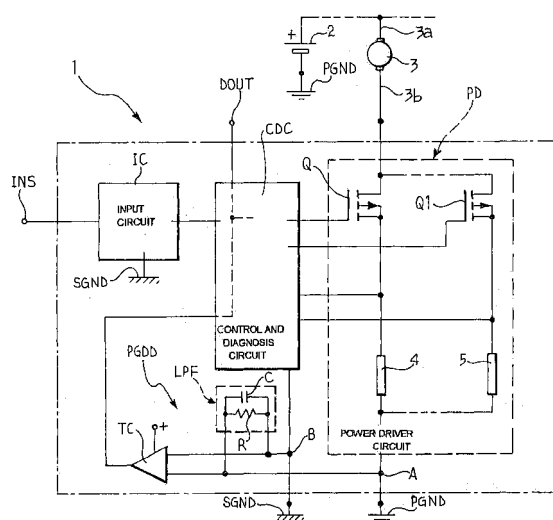 2
3a
3
PGND
3b
1
DOUT
PD
CDC
IC
Q
INS
INPUT
CIRCUIT
Q1
SGND
CONTROL AND
DIAGNOSIS
CIRCUIT
4
5
PGDD
LPF
C
TC
+
R
B
POWER DRIVER
CIRCUIT
A
SGND
PGND